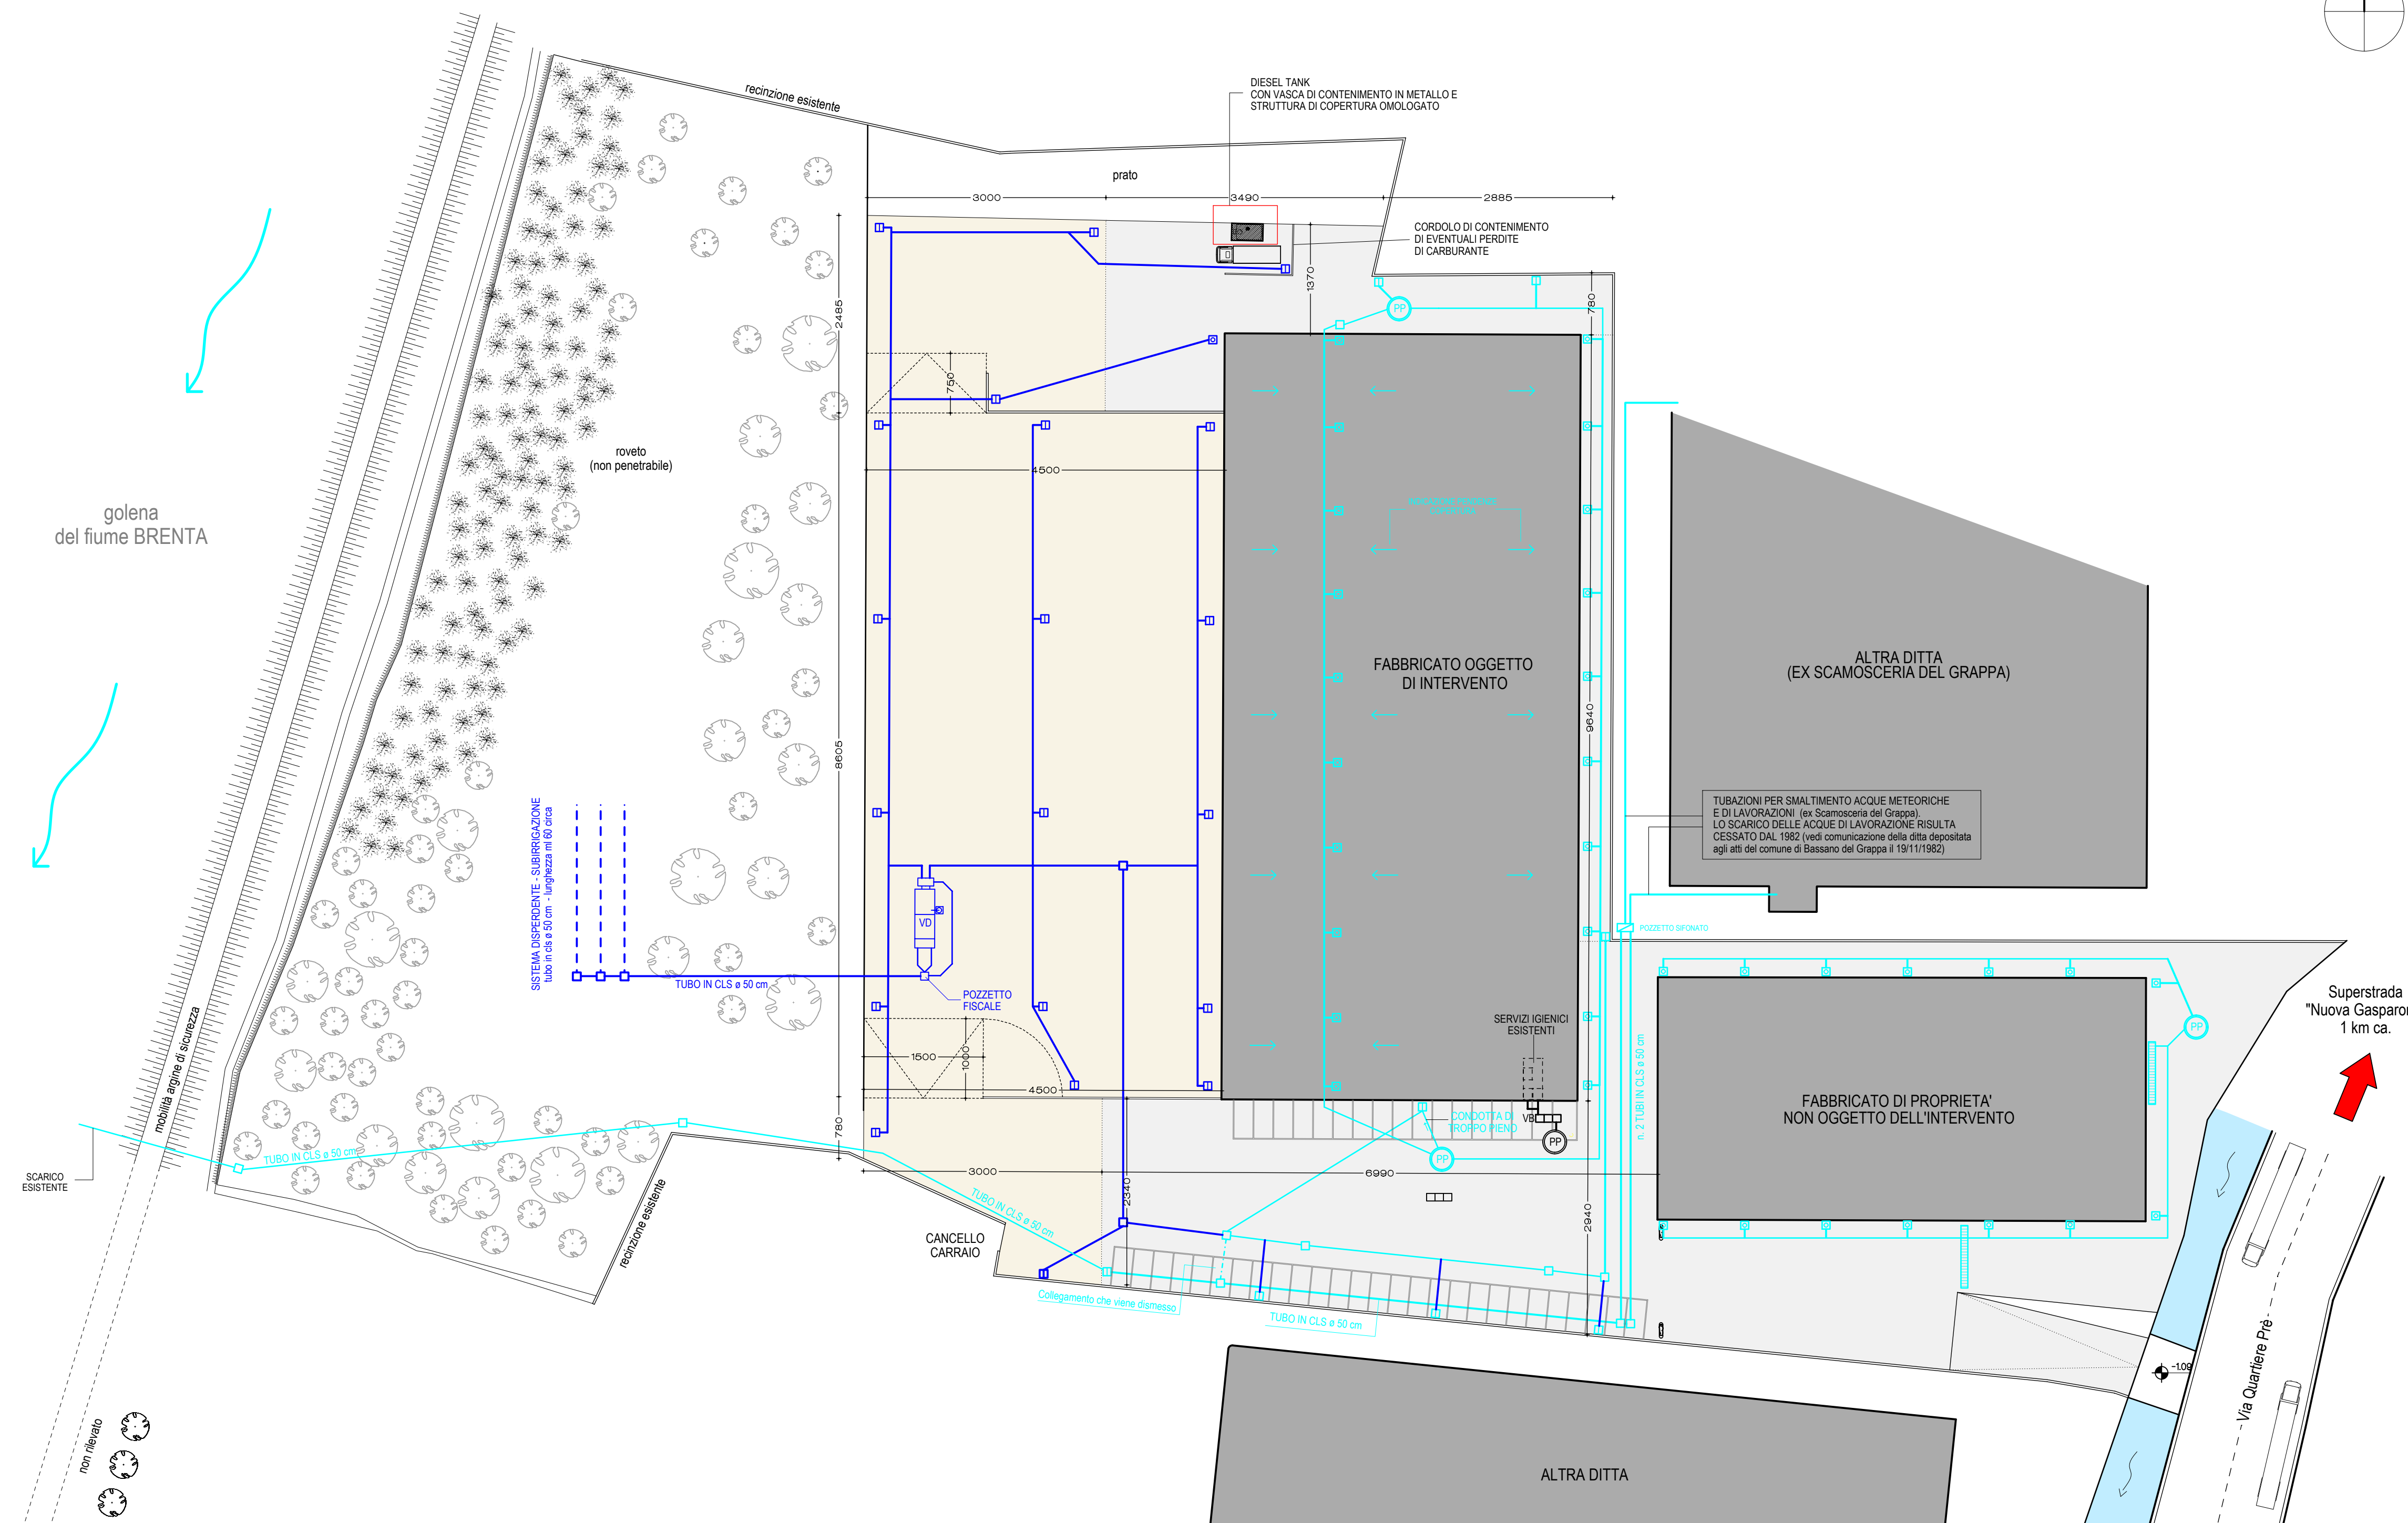 DIESEL TANK
CON VASCA DI CONTENIMENTO IN METALLO E
STRUTTURA DI COPERTURA OMOLOGATO
recinzione esistente
prato
3000
3490
2885
CORDOLO DI CONTENIMENTO
DI EVENTUALI PERDITE
DI CARBURANTE
1370
780
PP
2485
750
roveto
(non penetrabile)
4500
golena
del fiume BRENTA
FABBRICATO OGGETTO
DI INTERVENTO
ALTRA DITTA
(EX SCAMOSCERIA DEL GRAPPA)
9640
8605
TUBAZIONI PER SMALTIMENTO ACQUE METEORICHE
E DI LAVORAZIONI (ex Scamosceria del Grappa).
LO SCARICO DELLE ACQUE DI LAVORAZIONE RISULTA
CESSATO DAL 1982 (vedi comunicazione della ditta depositata
agli atti del comune di Bassano del Grappa il 19/11/1982)
SISTEMA DISPERDENTE - SUBIRRIGAZIONE
tubo in cls ø 50 cm - lunghezza ml 60 circa
VD
POZZETTO SIFONATO
TUBO IN CLS ø 50 cm
POZZETTO
FISCALE
SERVIZI IGIENICI
ESISTENTI
Superstrada
"Nuova Gasparo
1 km ca.
PP
mobilità argine di sicurezza
1500
1000
4500
n. 2 TUBI IN CLS ø 50 cm
FABBRICATO DI PROPRIETA'
NON OGGETTO DELL'INTERVENTO
CONDOTTA DI
TROPPO PIENO
VB
PP
PP
780
TUBO IN CLS ø 50 cm
SCARICO
ESISTENTE
3000
6990
2340
2940
TUBO IN CLS ø 50 cm
recinzione esistente
CANCELLO
CARRAIO
Collegamento che viene dismesso
TUBO IN CLS ø 50 cm
-1.09
Via Quartiere Prè
non rilevato
ALTRA DITTA